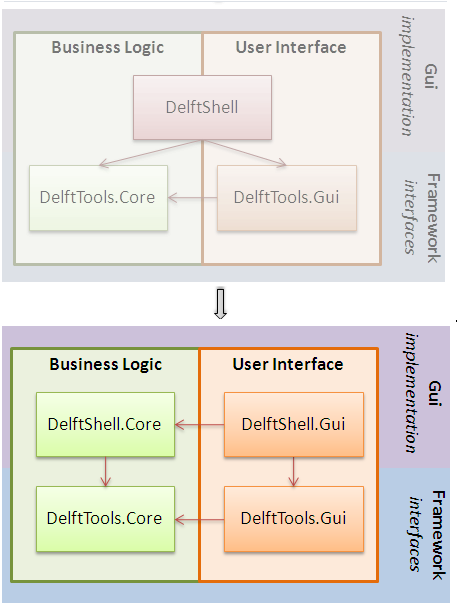 Business Logic
User Interface
DelftShell
DelftTools.Core
DelftTools.Gui
Gui
implementation
Framework
interfaces
Business Logic
User Interface
DelftShell.Core
DelftShell.Gui
DelftTools.Core
DelftTools.Gui
Gui
implementation
Framework
interfaces